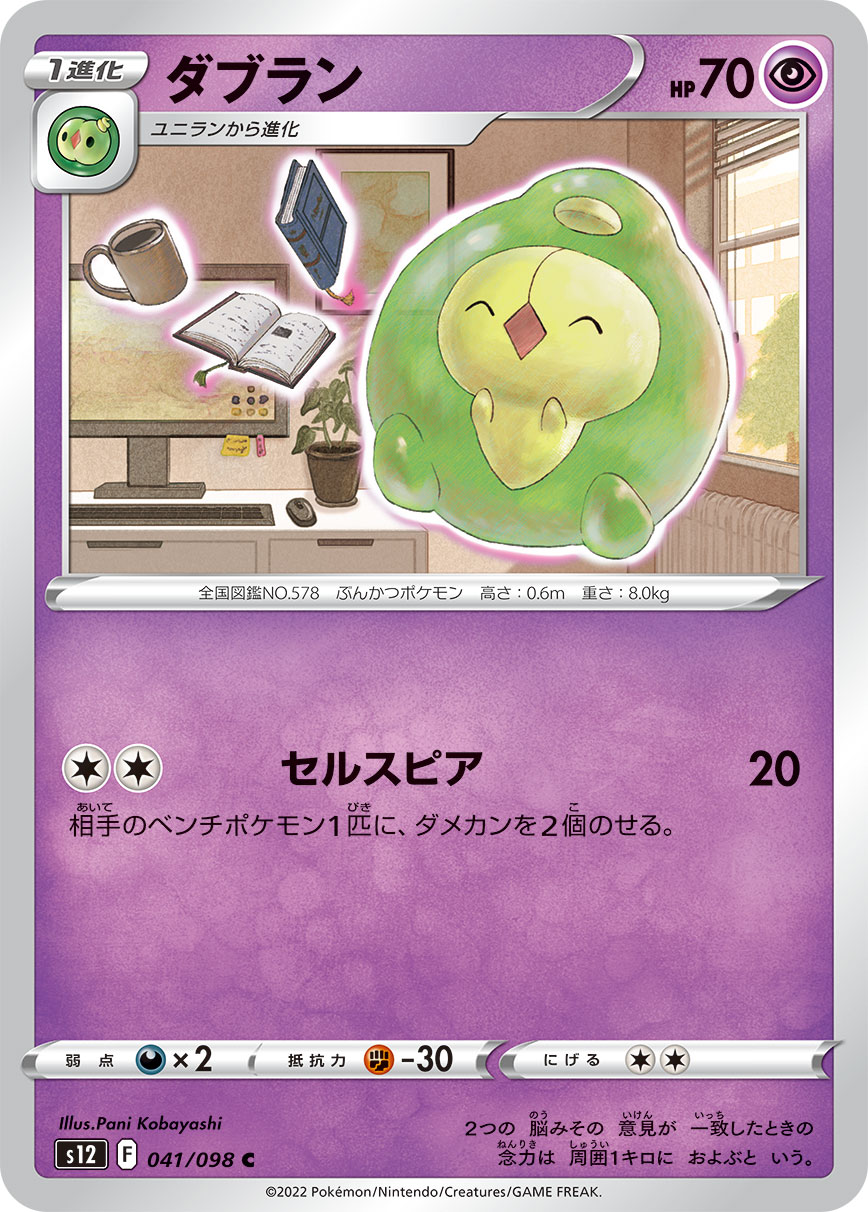 1進化 ダブラン HP70
ユニランから進化
全国図鑑NO.578 ぶんかつポケモン 高さ：0.6m 重さ：8.0kg
セルスピア 20
相手のベンチポケモン1匹に、ダメカンを2個のせる。
弱点 ×2 抵抗力 -30 にげる
Illus.Pani Kobayashi
2つの 脳みその 意見が 一致したときの
念力は 周囲1キロに およぶと いう。
s12 F 041/098 C
©2022 Pokémon/Nintendo/Creatures/GAME FREAK.